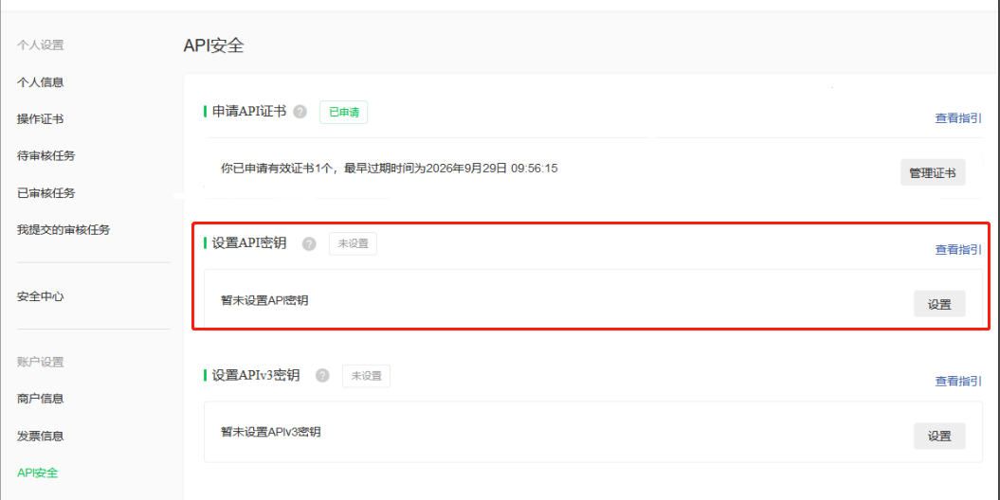 个人设置
个人信息
操作证书
待审核任务
已审核任务
我提交的审核任务
安全中心
账户设置
商户信息
发票信息
API安全
API安全
申请API证书 ? 已申请
查看指引
你已申请有效证书1个，最早过期时间为2026年9月29日 09:56:15
管理证书
设置API密钥 ? 未设置
查看指引
暂未设置API密钥
设置
设置APIv3密钥 ? 未设置
查看指引
暂未设置APIv3密钥
设置